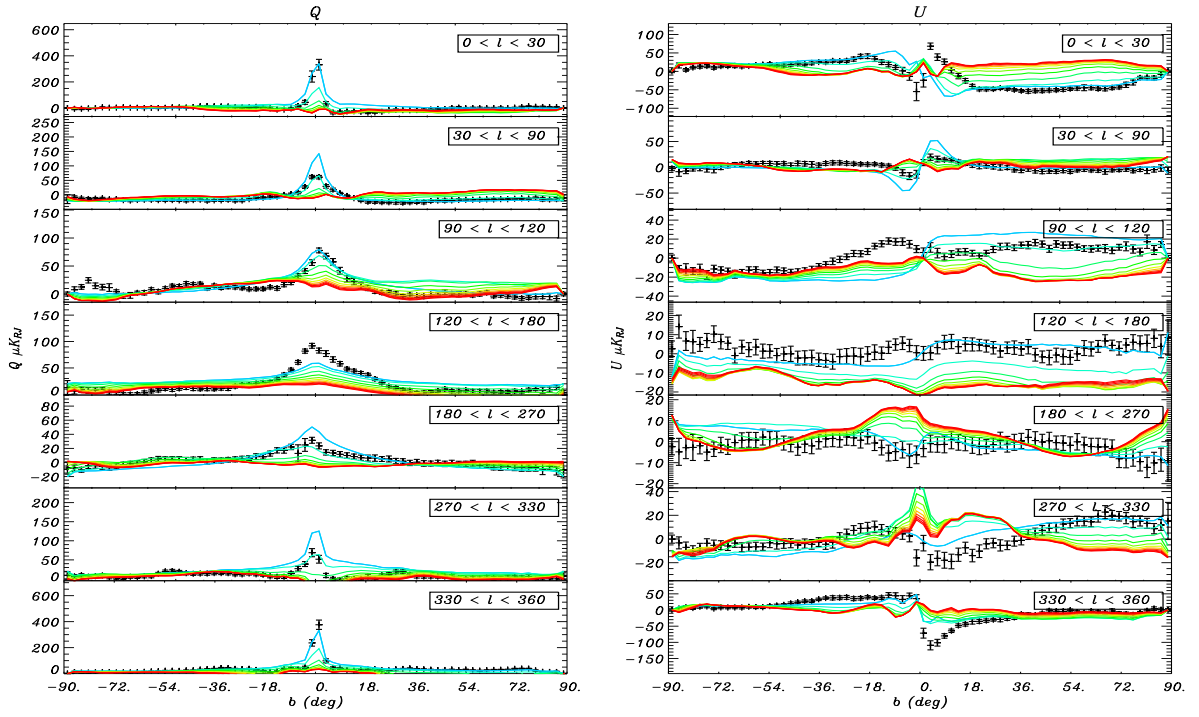 Q
0 < l < 30
600
400
200
0
30 < l < 90
250
200
150
100
50
0
90 < l < 120
150
100
50
0
Q μK_RJ
120 < l < 180
150
100
50
0
180 < l < 270
80
60
40
20
0
-20
270 < l < 330
200
150
100
50
0
330 < l < 360
600
400
200
0
-90. -72. -54. -36. -18. 0. 18. 36. 54. 72. 90.
b (deg)
U
0 < l < 30
100
50
0
-50
-100
30 < l < 90
50
0
-50
90 < l < 120
40
20
0
-20
-40
U μK_RJ
120 < l < 180
20
10
0
-10
-20
180 < l < 270
20
10
0
-10
-20
270 < l < 330
40
20
0
-20
330 < l < 360
50
0
-50
-100
-150
-90. -72. -54. -36. -18. 0. 18. 36. 54. 72. 90.
b (deg)